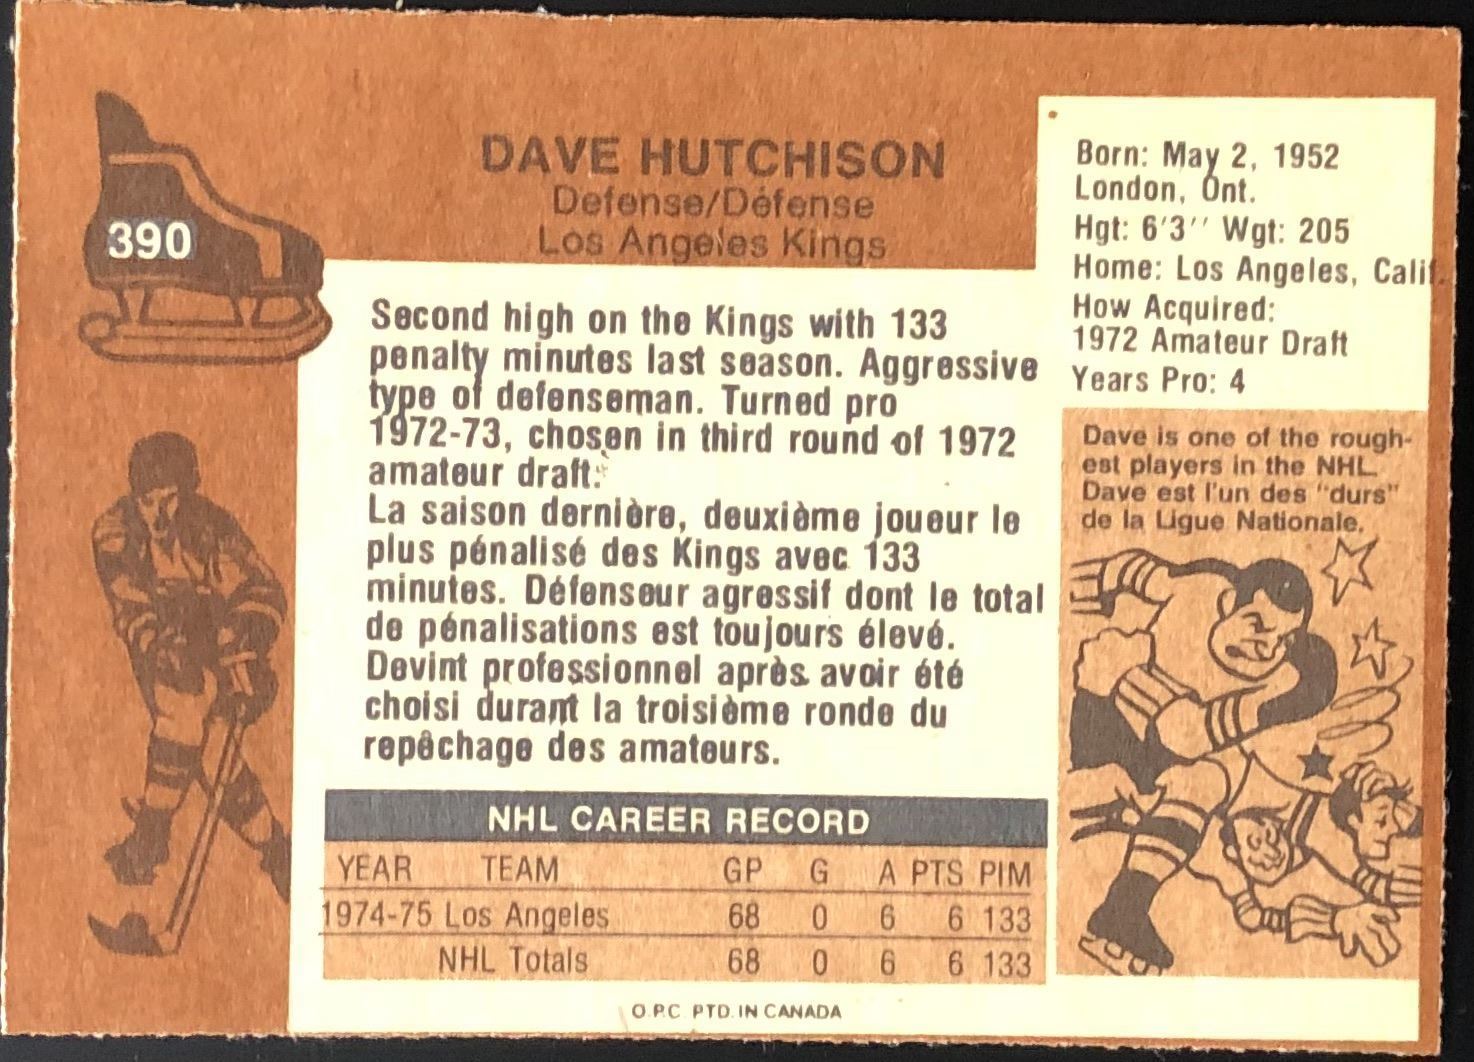 390
DAVE HUTCHISON
Defense/Défense
Los Angeles Kings
Born: May 2, 1952
London, Ont.
Hgt: 6'3'' Wgt: 205
Home: Los Angeles, Calif.
How Acquired:
1972 Amateur Draft
Years Pro: 4
Second high on the Kings with 133
penalty minutes last season. Aggressive
type of defenseman. Turned pro
1972-73, chosen in third round of 1972
amateur draft.
La saison dernière, deuxième joueur le
plus pénalisé des Kings avec 133
minutes. Défenseur agressif dont le total
de pénalisations est toujours élevé.
Devint professionnel après avoir été
choisi durant la troisième ronde du
repêchage des amateurs.
Dave is one of the rough-
est players in the NHL.
Dave est l'un des "durs"
de la Ligue Nationale.
NHL CAREER RECORD
YEAR TEAM GP G A PTS PIM
1974-75 Los Angeles 68 0 6 6 133
NHL Totals 68 0 6 6 133
O.P.C. PTD. IN CANADA